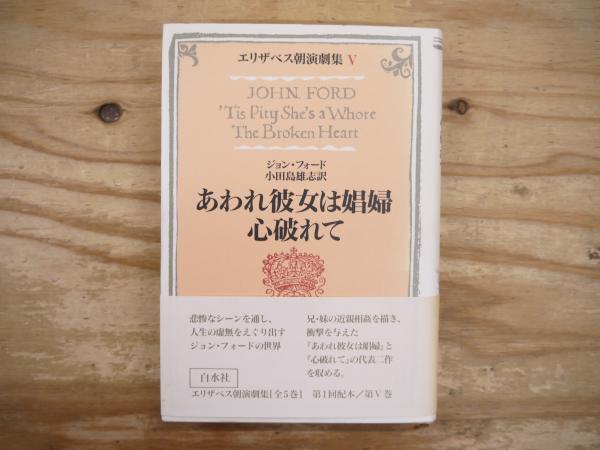 エリザベス朝演劇集 V
JOHN FORD
'Tis Pity She's a Whore
The Broken Heart
ジョン・フォード
小田島雄志訳
あわれ彼女は娼婦
心破れて
悲惨なシーンを通し、
人生の虚無をえぐり出す
ジョン・フォードの世界
兄・妹の近親相姦を描き、
衝撃を与えた
『あわれ彼女は娼婦』と
『心破れて』の代表二作
を収める。
白水社
エリザベス朝演劇集[全5巻] 第1回配本/第V巻